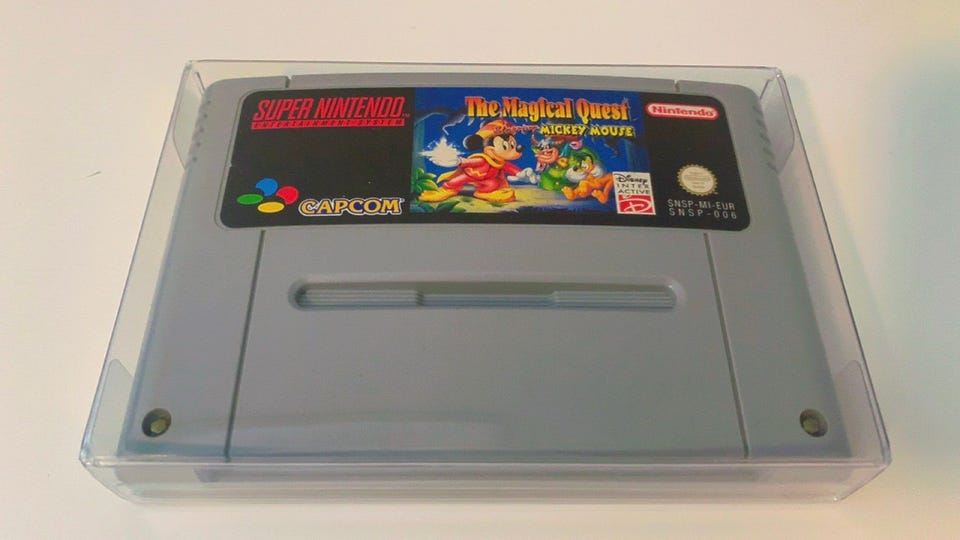 SUPER NINTENDO
ENTERTAINMENT SYSTEM
CAPCOM
The Magical Quest
MICKEY MOUSE
Disney
INTER
ACTIVE
Nintendo
SNSP-MI-EUR
SNSP-006